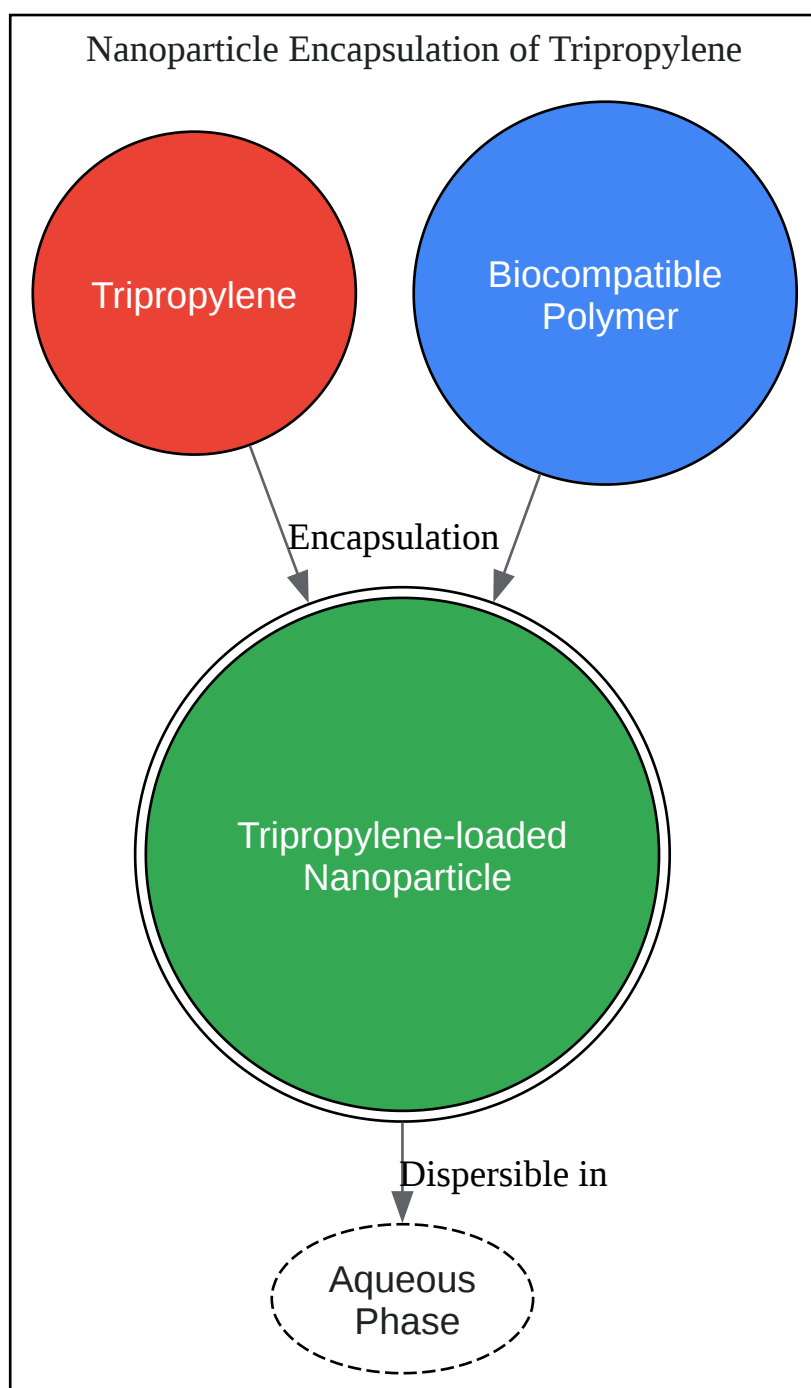 Nanoparticle Encapsulation of Tripropylene
Tripropylene
Biocompatible
Polymer
Encapsulation
Tripropylene-loaded
Nanoparticle
Dispersible in
Aqueous
Phase